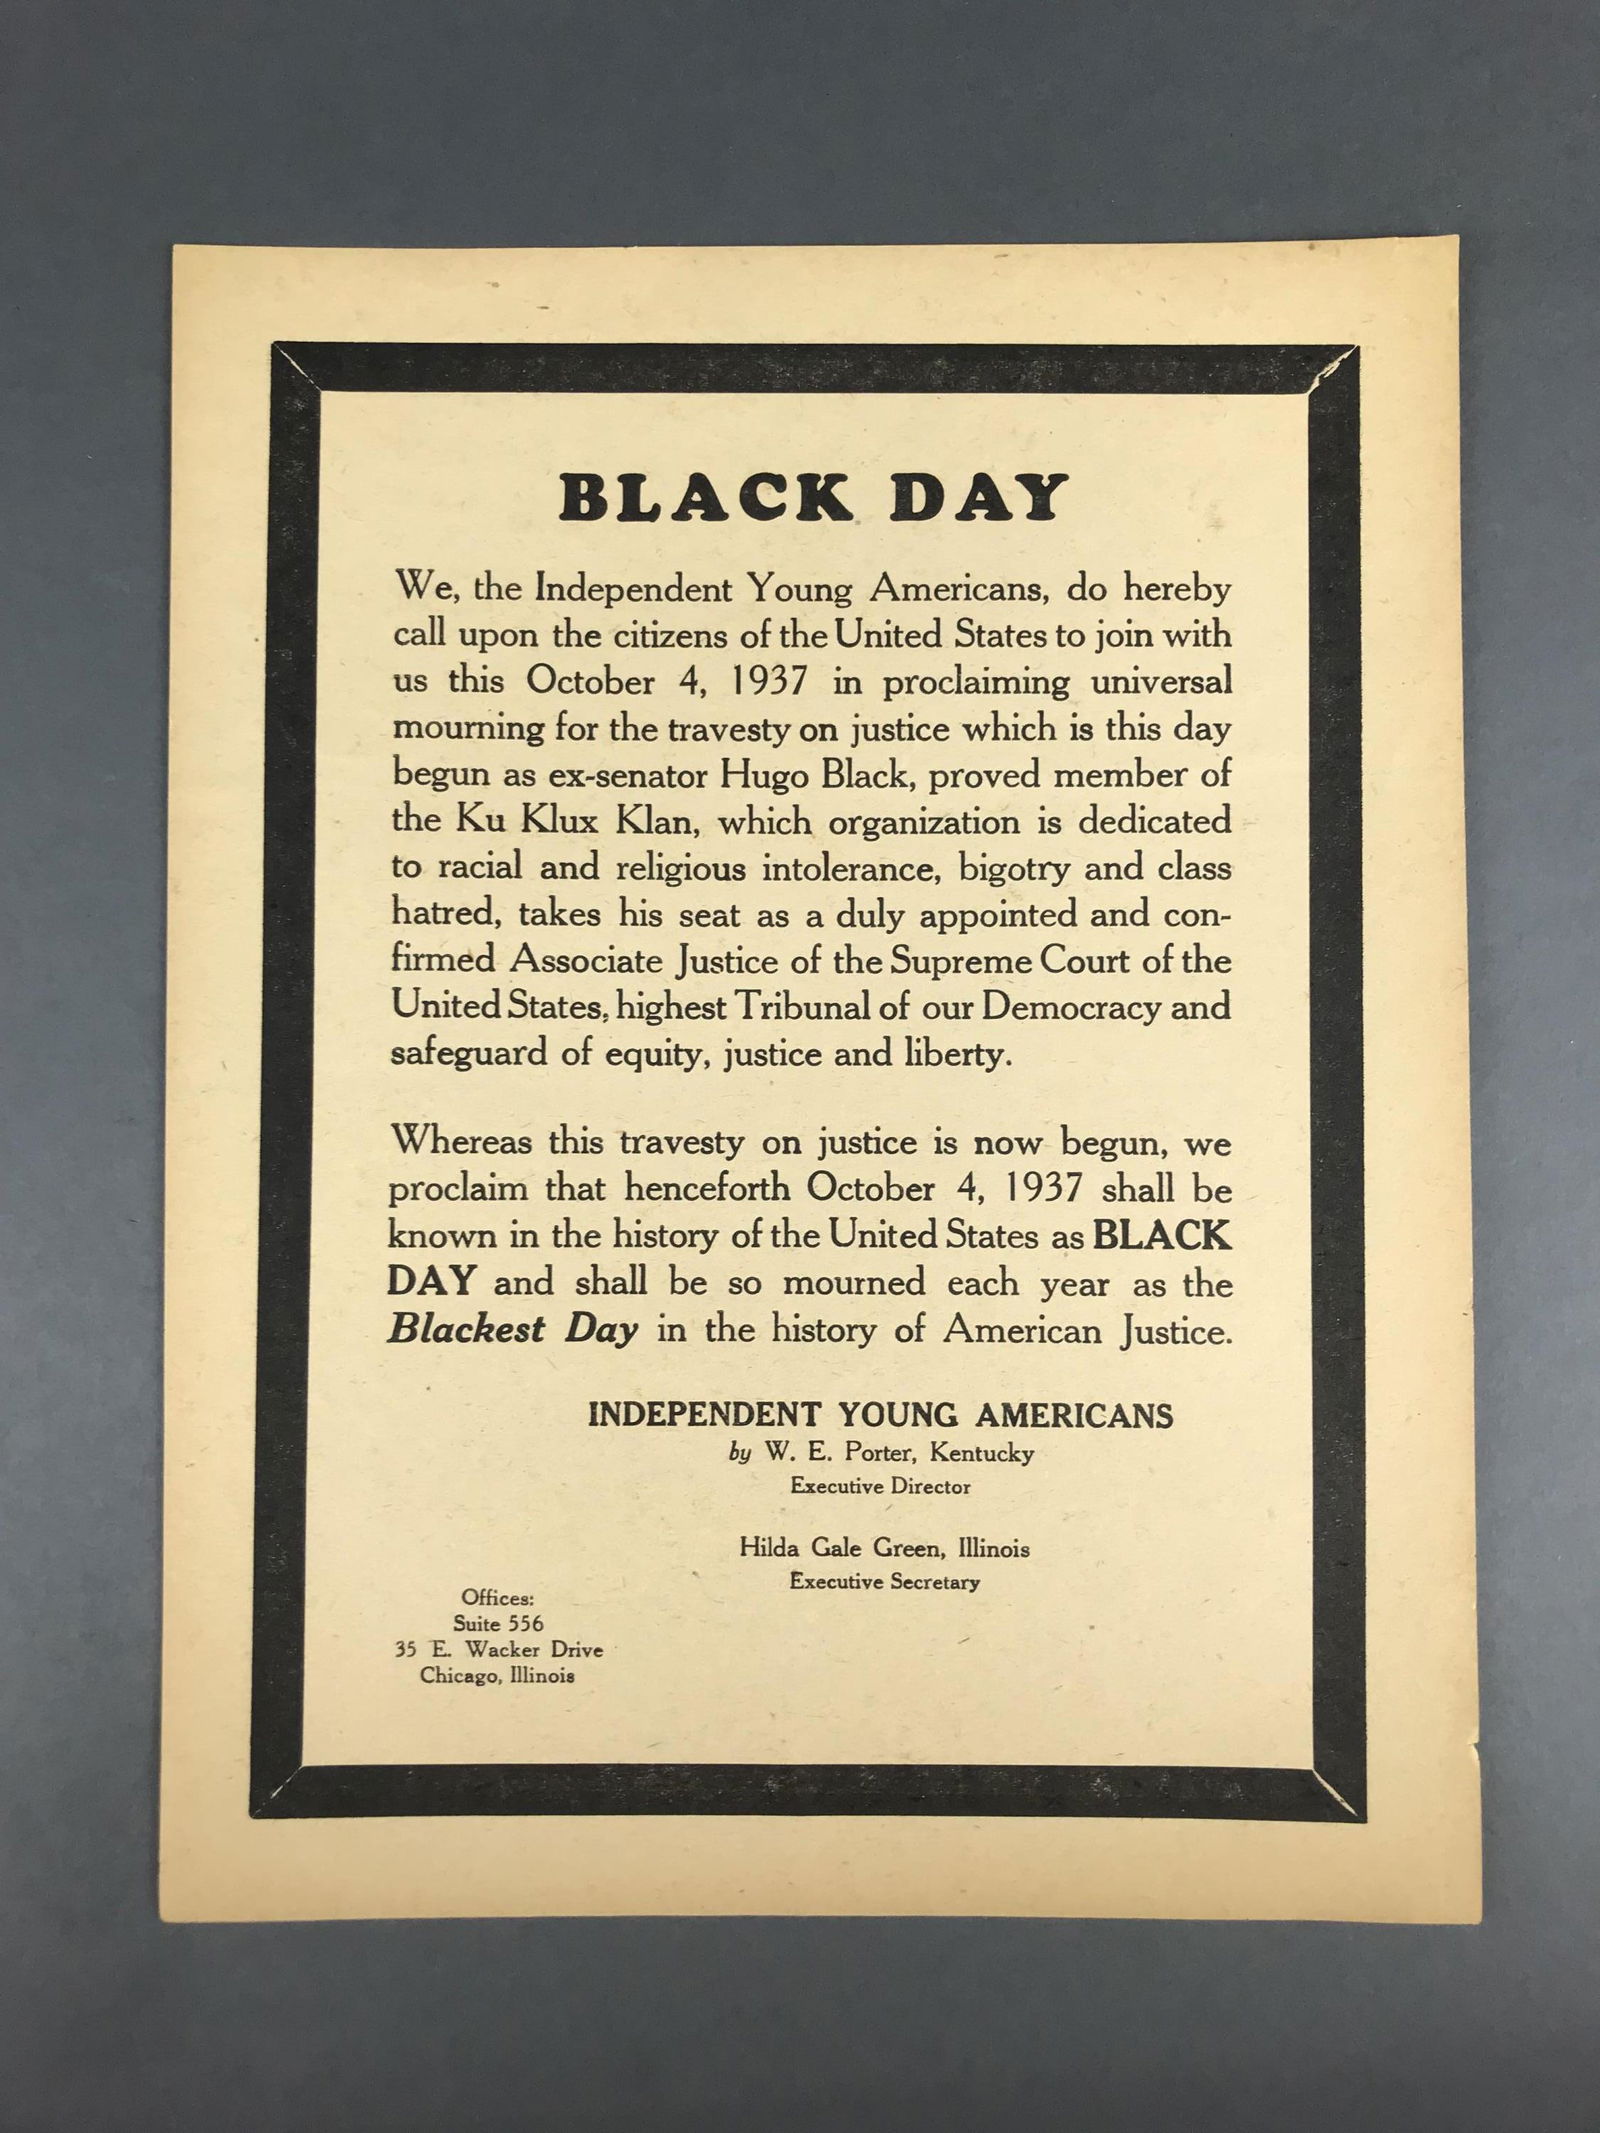 BLACK DAY
We, the Independent Young Americans, do hereby
call upon the citizens of the United States to join with
us this October 4, 1937 in proclaiming universal
mourning for the travesty on justice which is this day
begun as ex-senator Hugo Black, proved member of
the Ku Klux Klan, which organization is dedicated
to racial and religious intolerance, bigotry and class
hatred, takes his seat as a duly appointed and con-
firmed Associate Justice of the Supreme Court of the
United States, highest Tribunal of our Democracy and
safeguard of equity, justice and liberty.
Whereas this travesty on justice is now begun, we
proclaim that henceforth October 4, 1937 shall be
known in the history of the United States as BLACK
DAY and shall be so mourned each year as the
Blackest Day in the history of American Justice.
INDEPENDENT YOUNG AMERICANS
by W. E. Porter, Kentucky
Executive Director
Hilda Gale Green, Illinois
Executive Secretary
Offices:
Suite 556
35 E. Wacker Drive
Chicago, Illinois